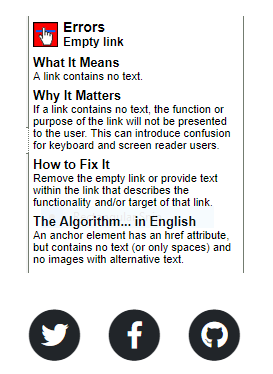 Errors
Empty link
What It Means
A link contains no text.
Why It Matters
If a link contains no text, the function or
purpose of the link will not be presented
to the user. This can introduce confusion
for keyboard and screen reader users.
How to Fix It
Remove the empty link or provide text
within the link that describes the
functionality and/or target of that link.
The Algorithm... in English
An anchor element has an href attribute,
but contains no text (or only spaces) and
no images with alternative text.